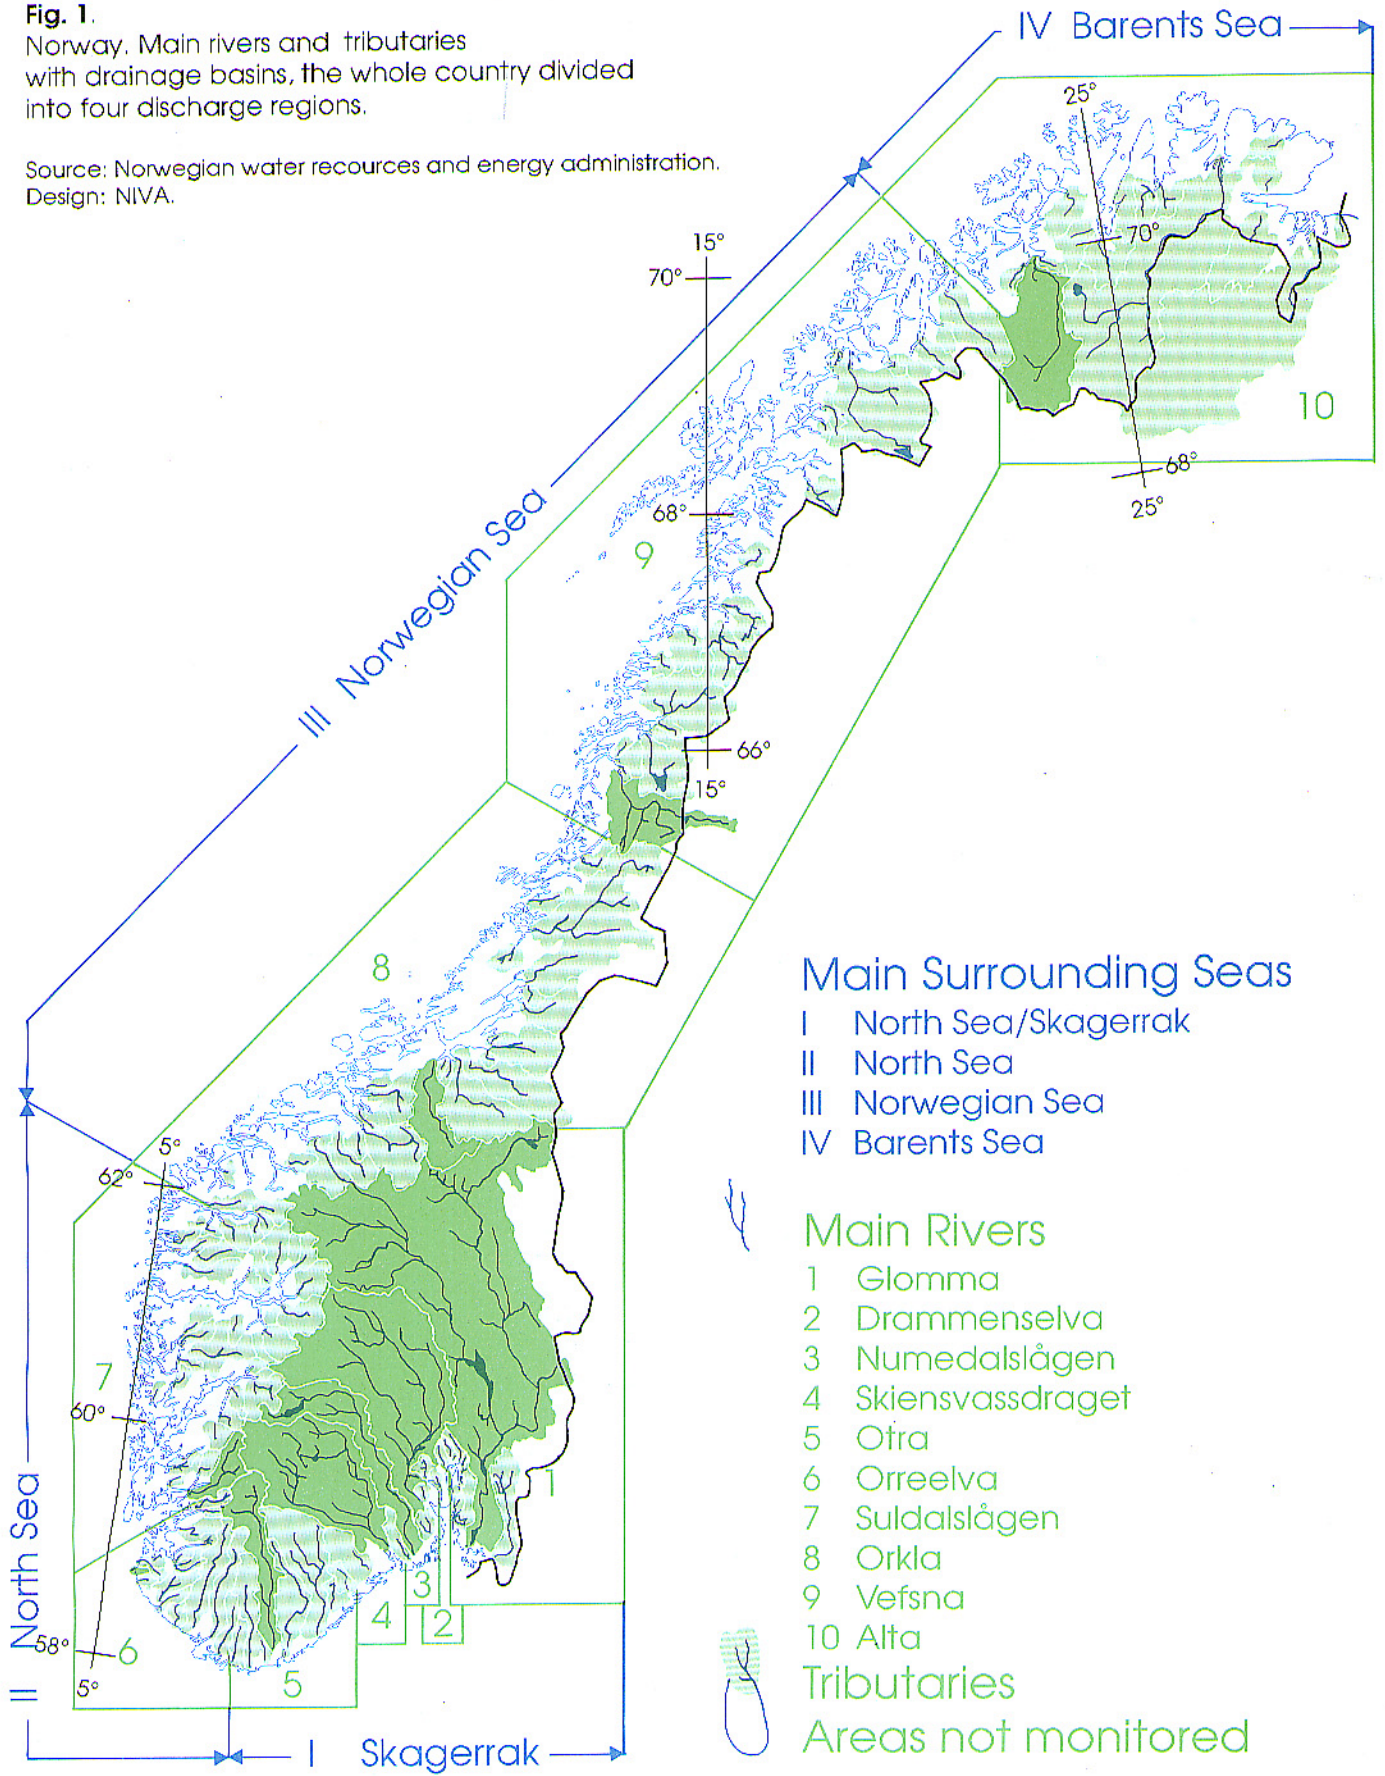 Fig. 1.
Norway. Main rivers and tributaries
with drainage basins, the whole country divided
into four discharge regions.
Source: Norwegian water recources and energy administration.
Design: NIVA.
IV Barents Sea
25°
70°
15°
70°
10
68°
25°
III Norwegian Sea
68°
9
66°
15°
8
5°
62°
7
60°
1
II North Sea
58°
6
5°
5
4
3
2
I Skagerrak
Main Surrounding Seas
I North Sea/Skagerrak
II North Sea
III Norwegian Sea
IV Barents Sea
Main Rivers
1 Glomma
2 Drammenselva
3 Numedalslågen
4 Skiensvassdraget
5 Otra
6 Orreelva
7 Suldalslågen
8 Orkla
9 Vefsna
10 Alta
Tributaries
Areas not monitored